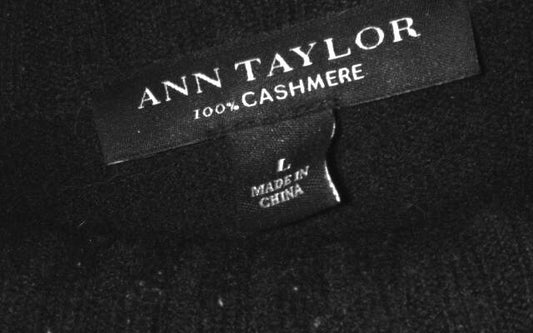 ANN TAYLOR
100% CASHMERE
L
MADE IN
CHINA